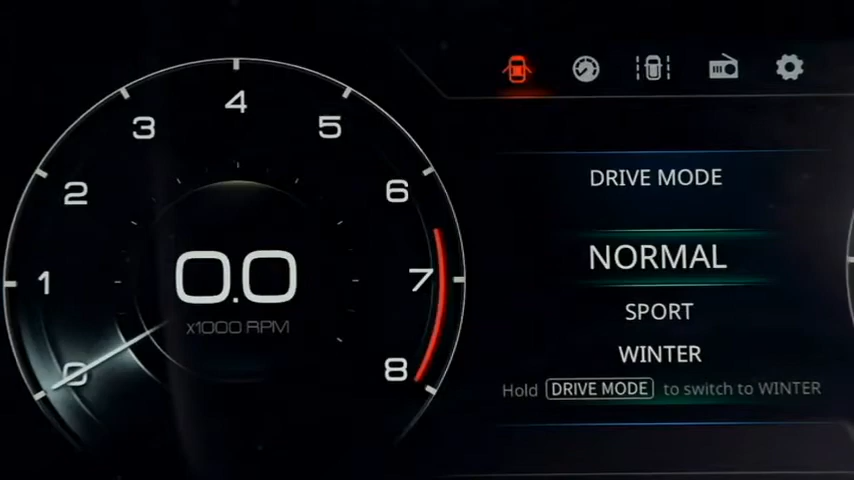 0
1
2
3
4
5
6
7
8
0.0
x1000 RPM
DRIVE MODE
NORMAL
SPORT
WINTER
Hold DRIVE MODE to switch to WINTER